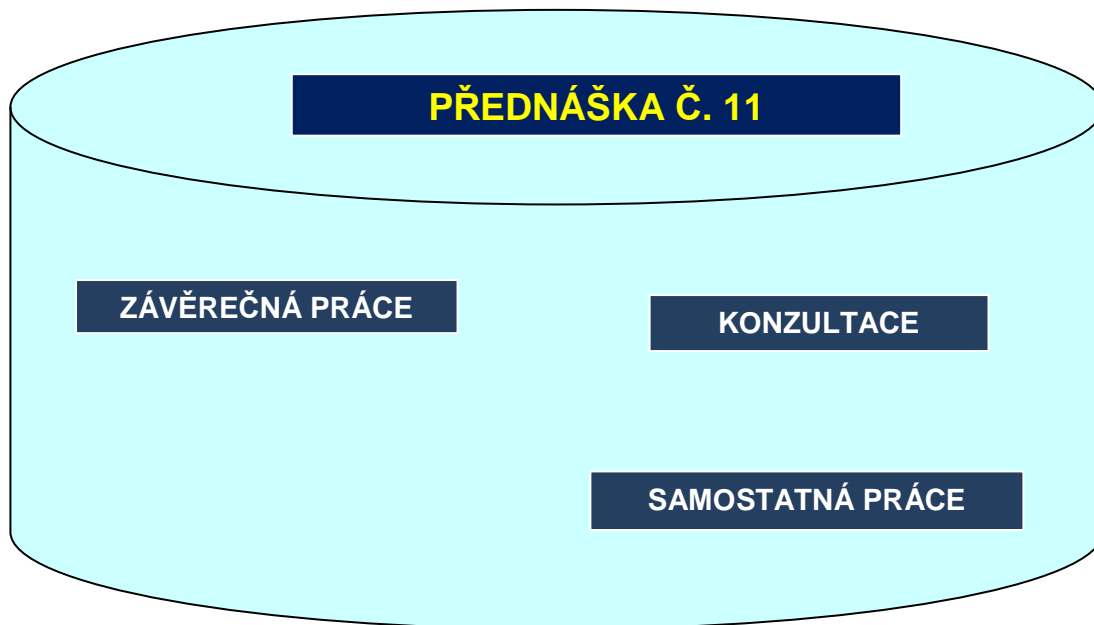 PŘEDNÁŠKA Č. 11
ZÁVĚREČNÁ PRÁCE
KONZULTACE
SAMOSTATNÁ PRÁCE